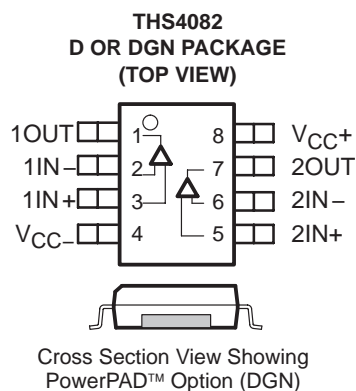 THS4082
D OR DGN PACKAGE
(TOP VIEW)
1OUT 1 8 VCC+
1IN− 2 7 2OUT
1IN+ 3 6 2IN−
VCC− 4 5 2IN+
Cross Section View Showing
PowerPAD™ Option (DGN)